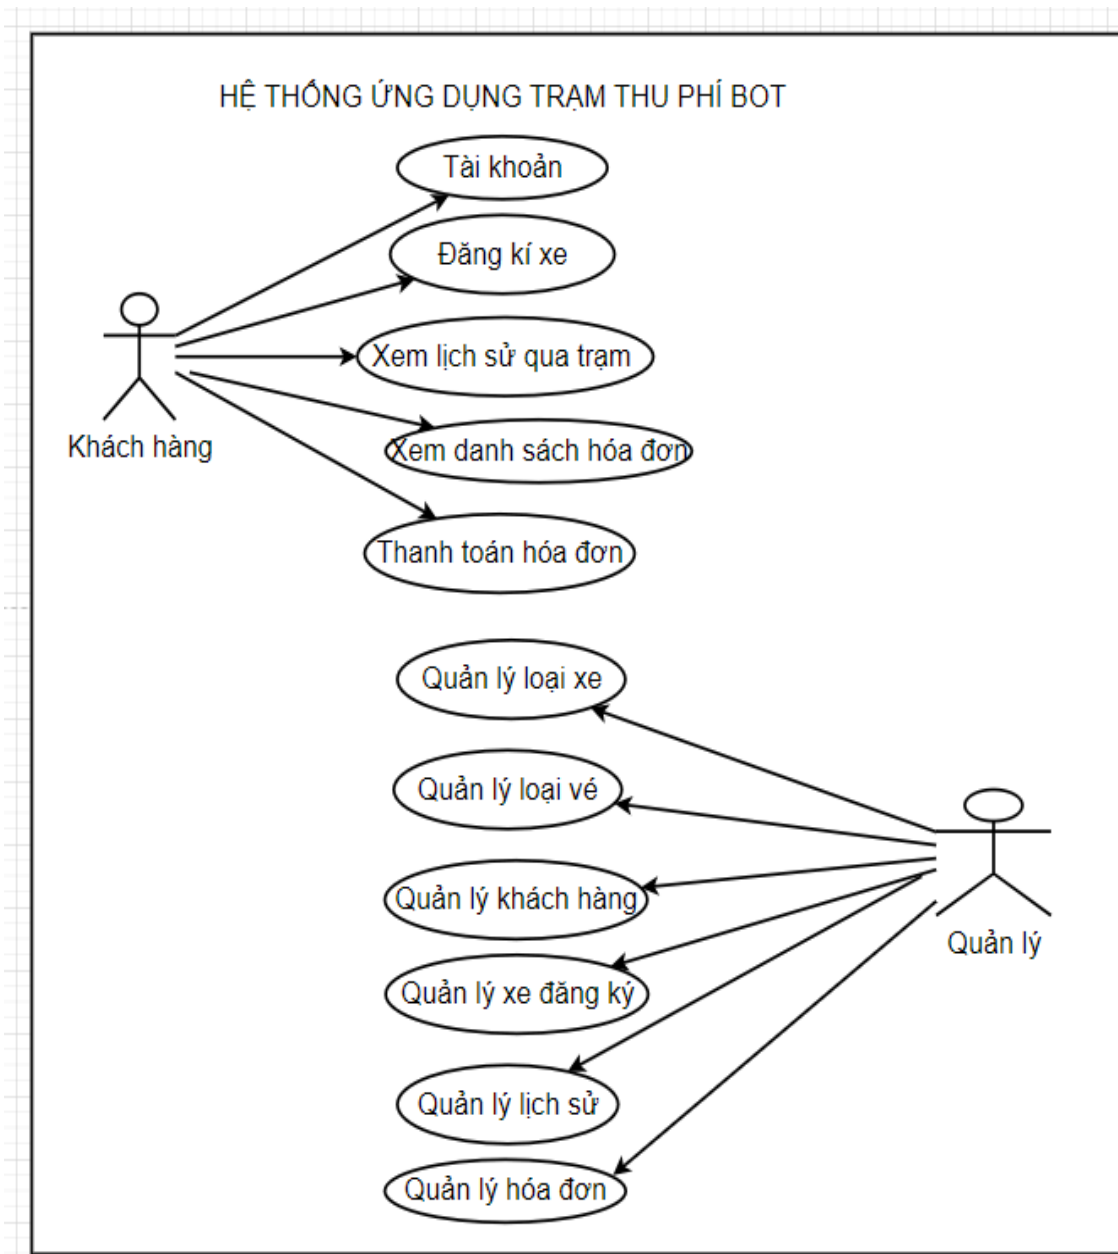 HỆ THỐNG ỨNG DỤNG TRẠM THU PHÍ BOT
Tài khoản
Đăng kí xe
Xem lịch sử qua trạm
Xem danh sách hóa đơn
Khách hàng
Thanh toán hóa đơn
Quản lý loại xe
Quản lý loại vé
Quản lý khách hàng
Quản lý
Quản lý xe đăng ký
Quản lý lịch sử
Quản lý hóa đơn